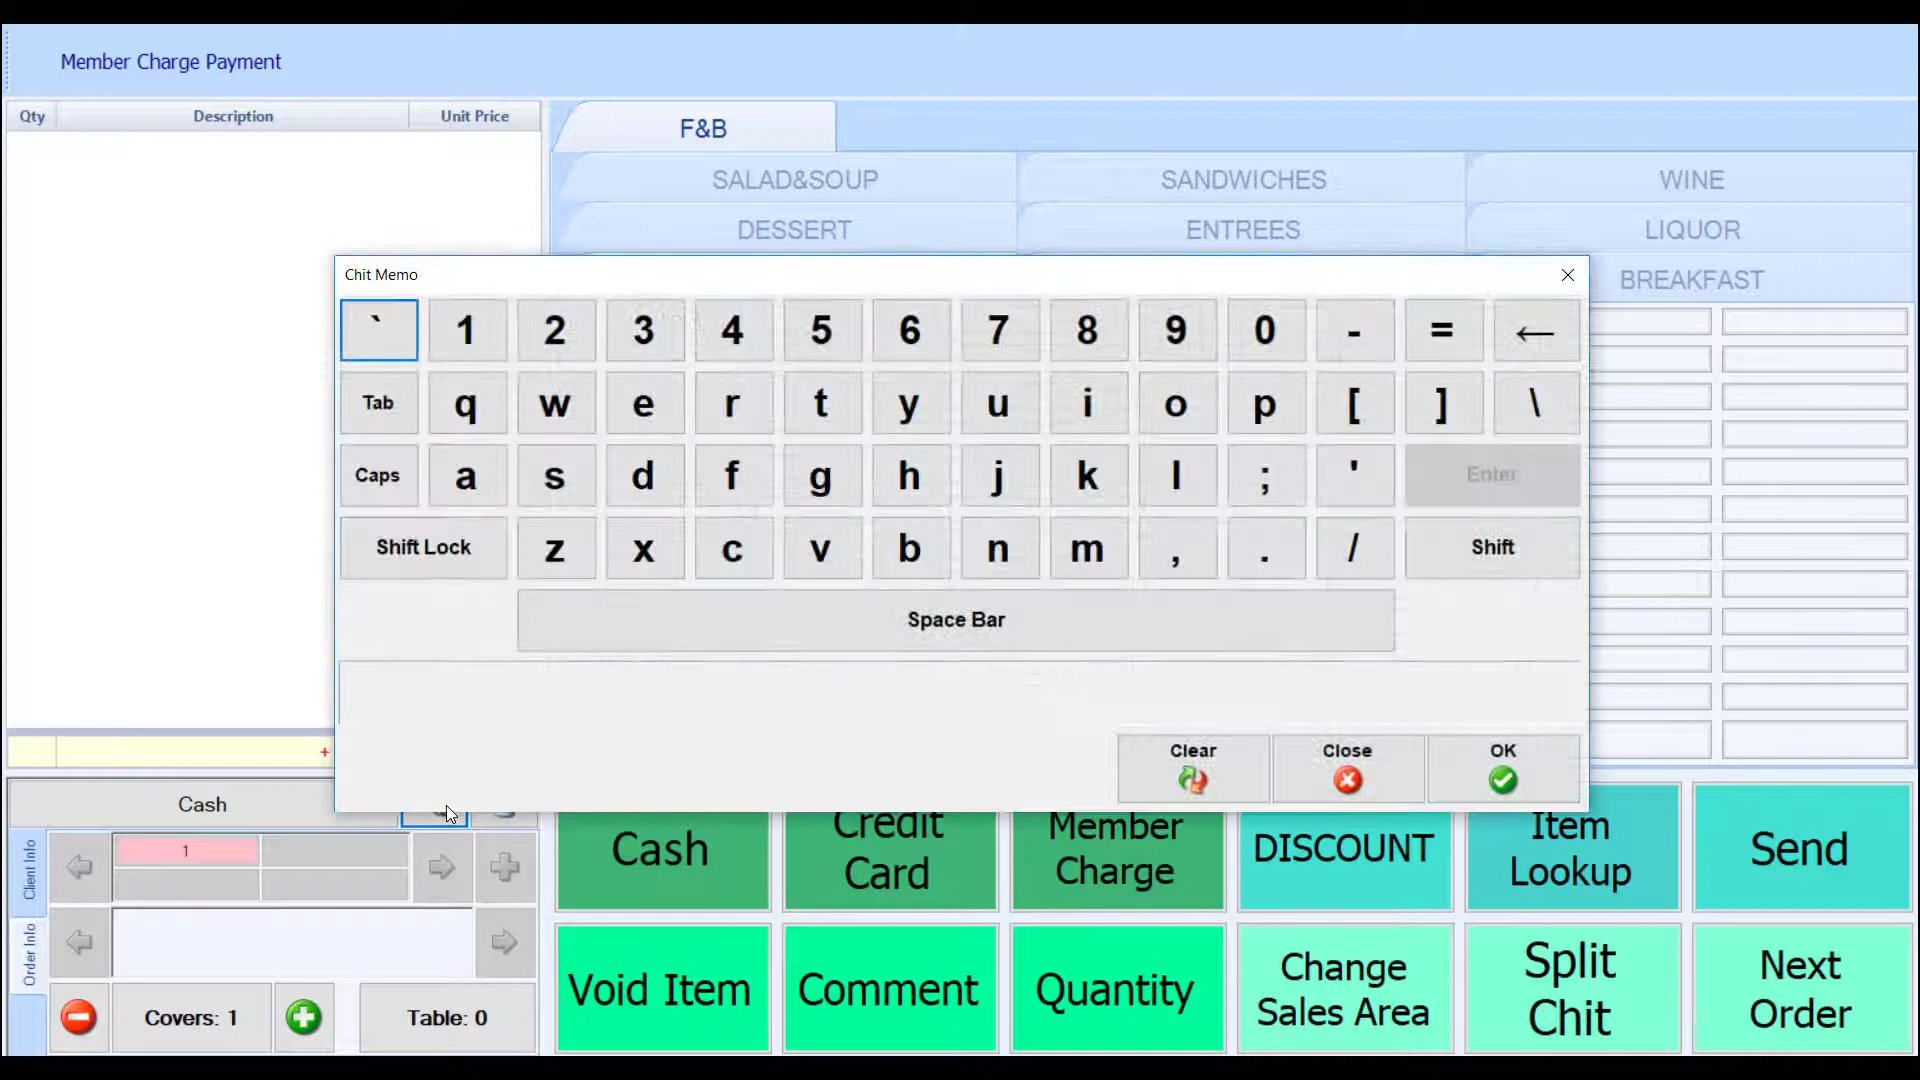 Member Charge Payment
Qty Description Unit Price
F&B
SALAD&SOUP SANDWICHES WINE
DESSERT ENTREES LIQUOR
BREAKFAST
Chit Memo
` 1 2 3 4 5 6 7 8 9 0 - = ←
Tab q w e r t y u i o p [ ] \
Caps a s d f g h j k l ; ' Enter
Shift Lock z x c v b n m , . / Shift
Space Bar
Clear Close OK
+
Cash
Client Info
1
Order Info
Covers: 1 Table: 0
Cash
Credit
Card
Member
Charge
DISCOUNT
Item
Lookup
Send
Void Item
Comment
Quantity
Change
Sales Area
Split
Chit
Next
Order